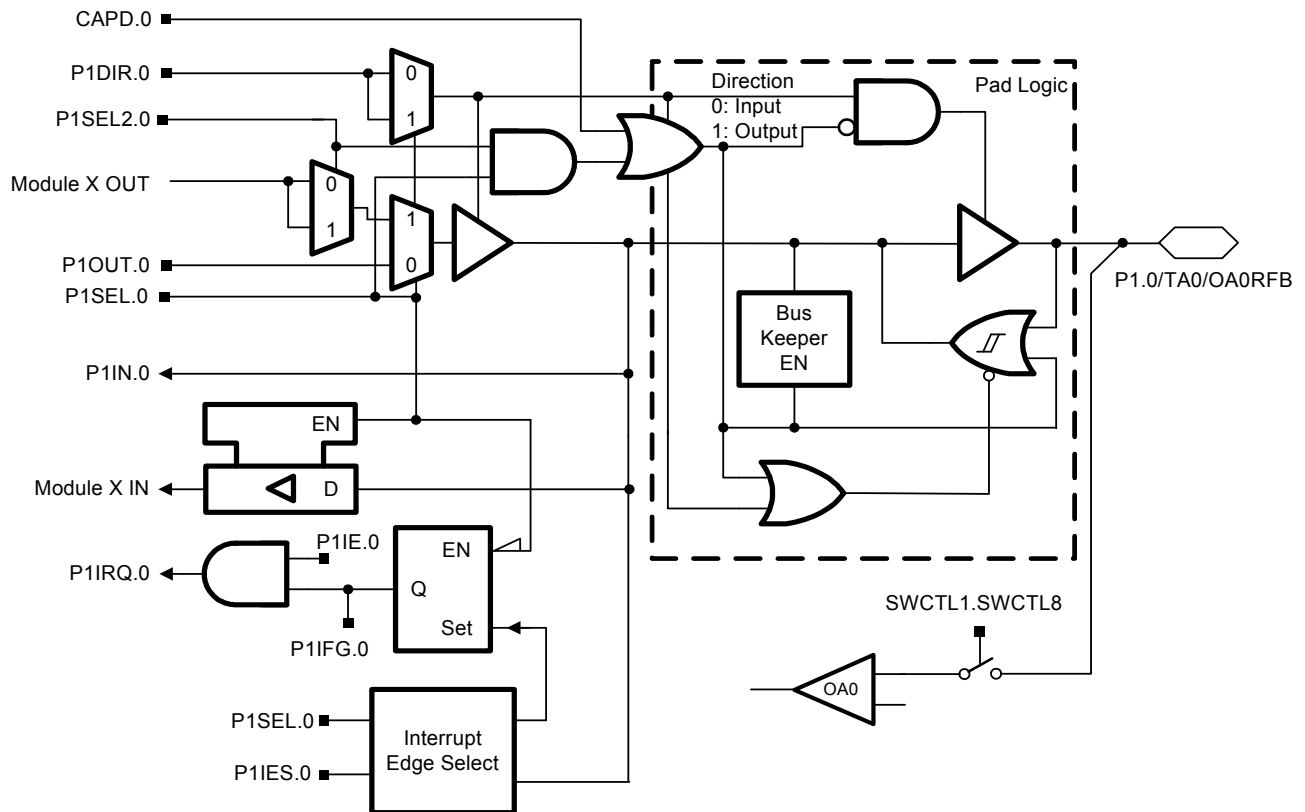 CAPD.0
P1DIR.0
0
1
Direction
0: Input
1: Output
Pad Logic
P1SEL2.0
Module X OUT
0
1
1
0
P1OUT.0
P1SEL.0
P1.0/TA0/OA0RFB
Bus
Keeper
EN
P1IN.0
EN
Module X IN
D
P1IE.0
P1IRQ.0
P1IFG.0
EN
Q
Set
SWCTL1.SWCTL8
OA0
P1SEL.0
P1IES.0
Interrupt
Edge Select